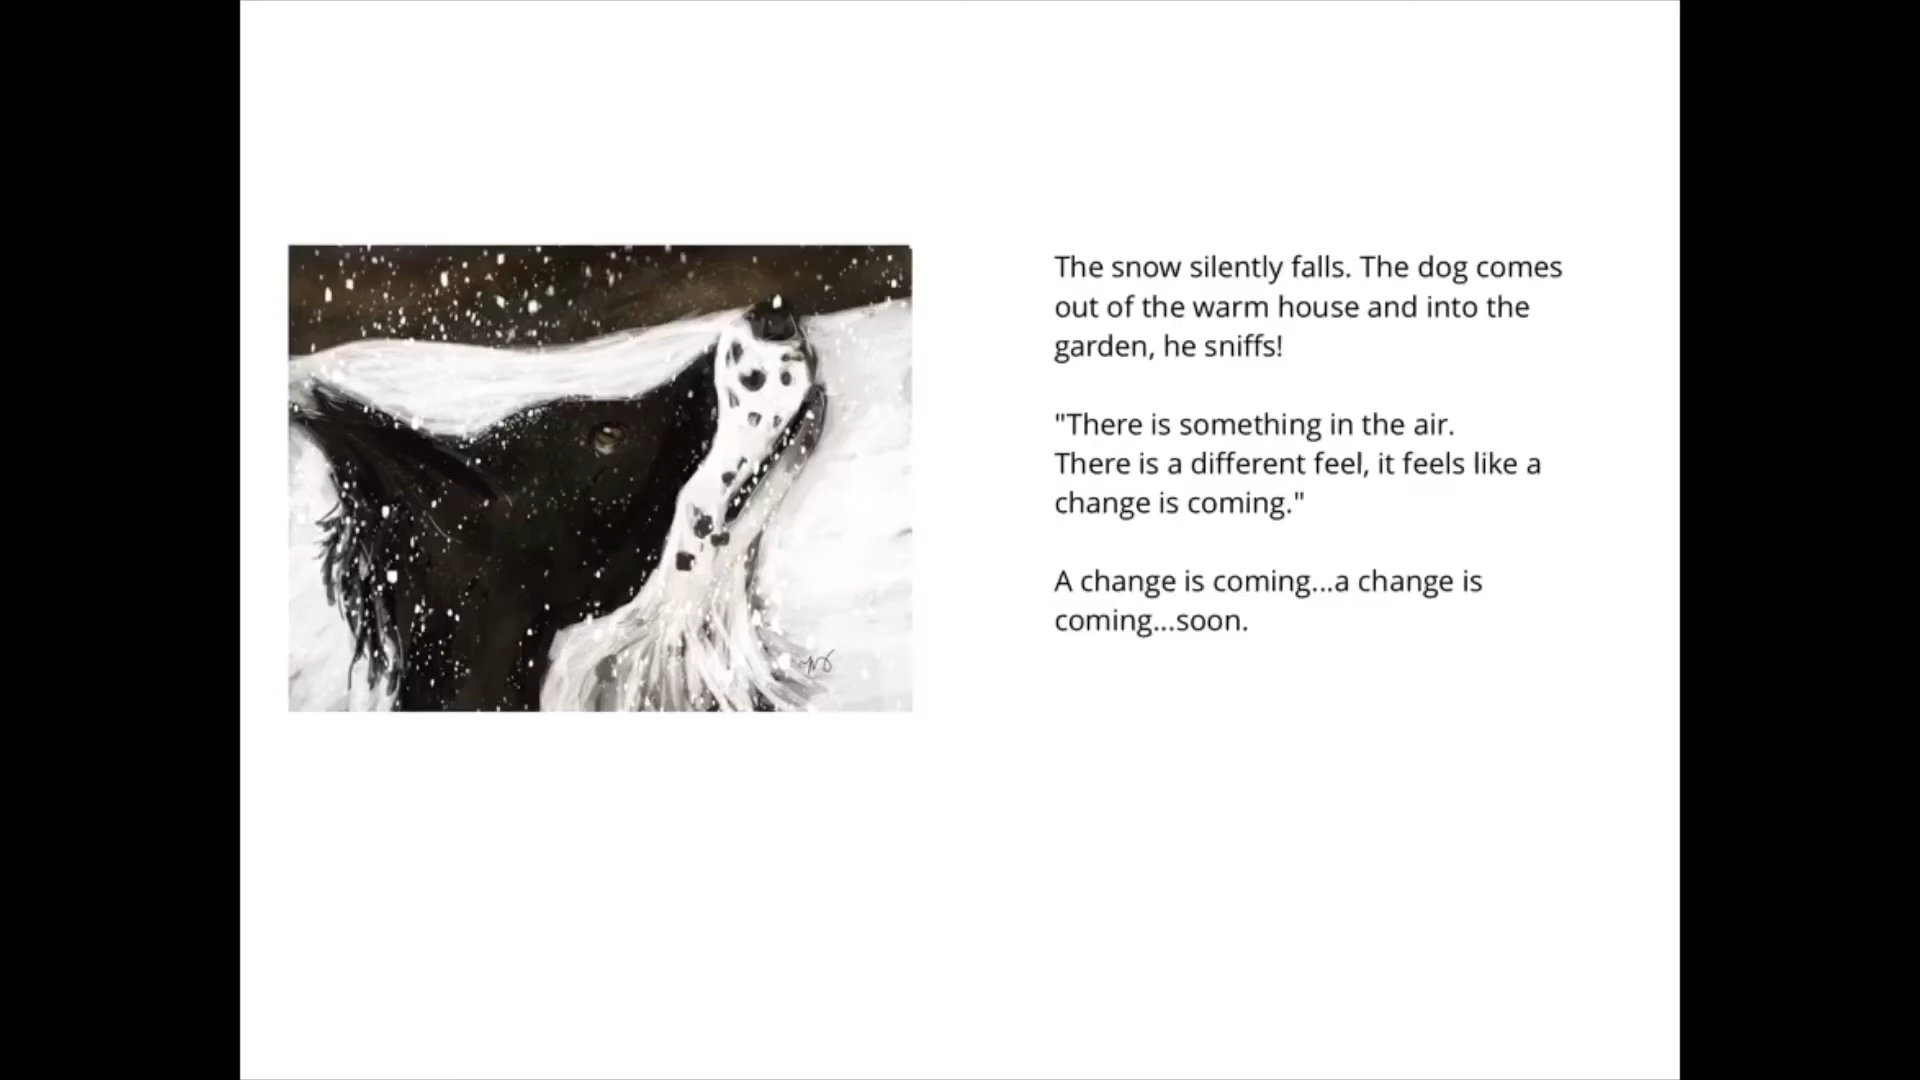 The snow silently falls. The dog comes
out of the warm house and into the
garden, he sniffs!
"There is something in the air.
There is a different feel, it feels like a
change is coming."
A change is coming...a change is
coming...soon.